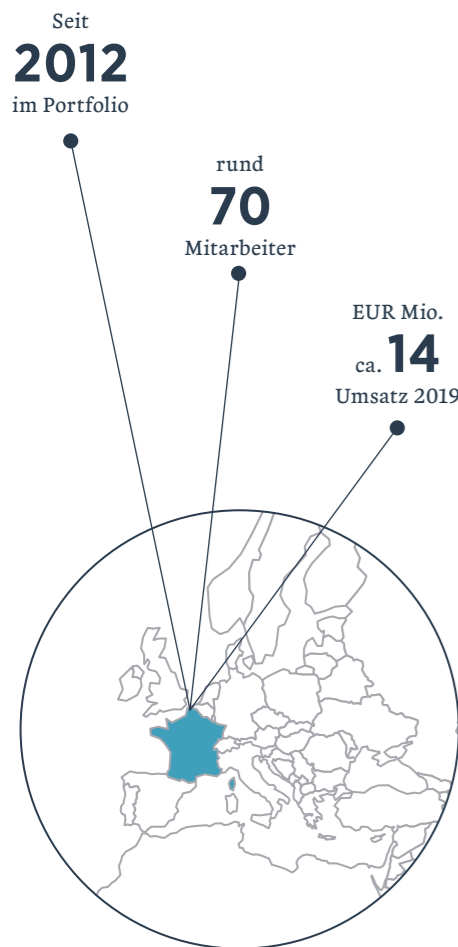 Seit
2012
im Portfolio
rund
70
Mitarbeiter
EUR Mio.
ca. 14
Umsatz 2019